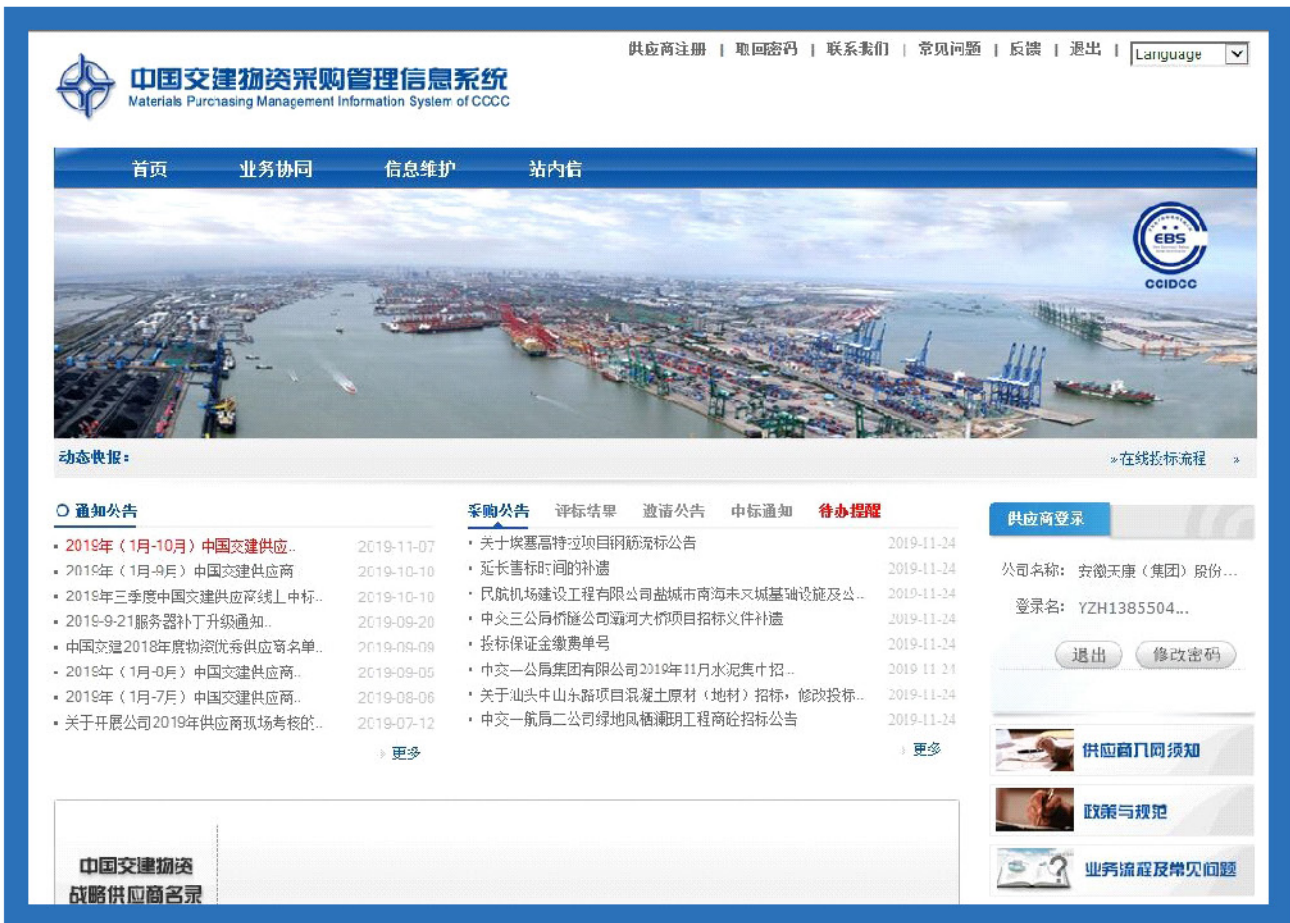 供应商注册 | 取回密码 | 联系我们 | 常见问题 | 反馈 | 退出 | Language
中国交建物资采购管理信息系统
Materials Purchasing Management Information System of CCCC
首页 业务协同 信息维护 站内信
EBS
CCIDCC
动态快报：
»在线投标流程 »
通知公告
2019年（1月-10月）中国交建供应.. 2019-11-07
2019年（1月-9月）中国交建供应商 2019-10-10
2019年三季度中国交建供应商线上中标.. 2019-10-10
2019-9-21服务器补丁升级通知.. 2019-09-20
中国交建2018年度物资优秀供应商名单.. 2019-09-09
2019年（1月-8月）中国交建供应商.. 2019-09-05
2019年（1月-7月）中国交建供应商.. 2019-08-06
关于开展公司2019年供应商现场考核的.. 2019-07-12
更多
采购公告 评标结果 邀请公告 中标通知 待办提醒
关于埃塞高特拉项目钢筋流标公告 2019-11-24
延长售标时间的补遗 2019-11-24
民航机场建设工程有限公司盐城市南海未来城基础设施及公... 2019-11-24
中交三公局桥隧公司灞河大桥项目招标文件补遗 2019-11-24
投标保证金缴费单号 2019-11-24
中交一公局集团有限公司2019年11月水泥集中招... 2019-11-24
关于汕头中山东路项目混凝土原材（地材）招标，修改投标... 2019-11-24
中交一航局二公司绿地凤栖澜玥工程商砼招标公告 2019-11-24
更多
供应商登录
公司名称： 安徽天康（集团）股份...
登录名： YZH1385504...
退出 修改密码
供应商入网须知
政策与规范
业务流程及常见问题
中国交建物资
战略供应商名录